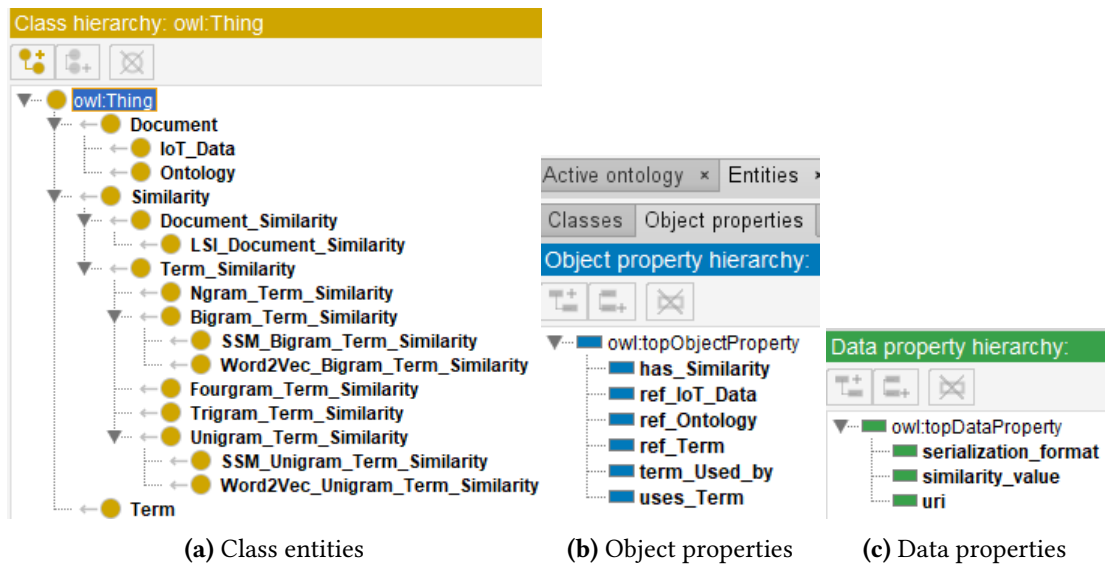 Class hierarchy: owl:Thing
owl:Thing
Document
IoT_Data
Ontology
Similarity
Document_Similarity
LSI_Document_Similarity
Term_Similarity
Ngram_Term_Similarity
Bigram_Term_Similarity
SSM_Bigram_Term_Similarity
Word2Vec_Bigram_Term_Similarity
Fourgram_Term_Similarity
Trigram_Term_Similarity
Unigram_Term_Similarity
SSM_Unigram_Term_Similarity
Word2Vec_Unigram_Term_Similarity
Term
(a) Class entities
Active ontology × Entities ×
Classes Object properties
Object property hierarchy:
owl:topObjectProperty
has_Similarity
ref_IoT_Data
ref_Ontology
ref_Term
term_Used_by
uses_Term
(b) Object properties
Data property hierarchy:
owl:topDataProperty
serialization_format
similarity_value
uri
(c) Data properties